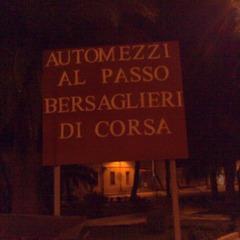 AUTOMEZZI
AL PASSO
BERSAGLIERI
DI CORSA